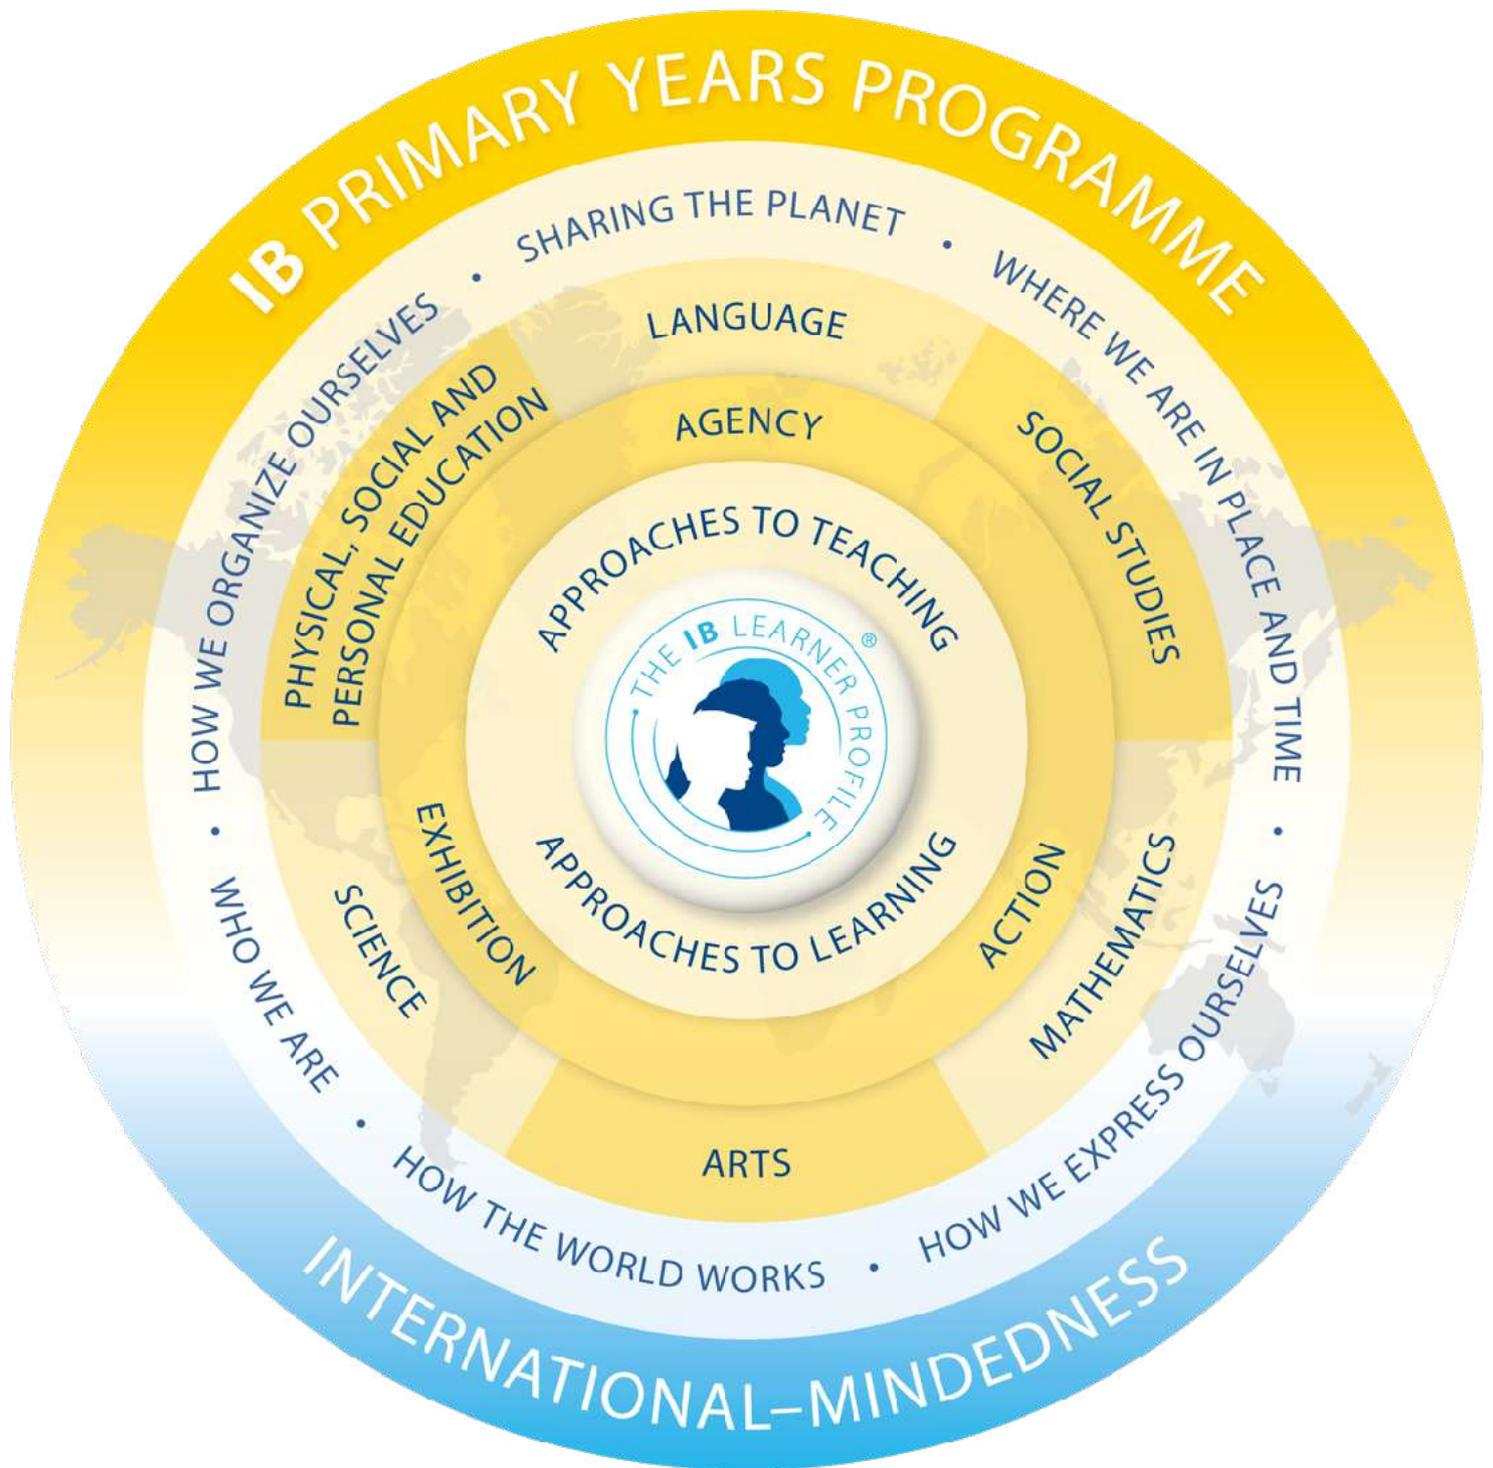 IB PRIMARY YEARS PROGRAMME
SHARING THE PLANET
•
WHERE WE ARE IN PLACE AND TIME
•
HOW WE EXPRESS OURSELVES
•
HOW THE WORLD WORKS
•
WHO WE ARE
•
HOW WE ORGANIZE OURSELVES
•
LANGUAGE
SOCIAL STUDIES
MATHEMATICS
ARTS
SCIENCE
PHYSICAL, SOCIAL AND
PERSONAL EDUCATION
AGENCY
ACTION
EXHIBITION
APPROACHES TO TEACHING
APPROACHES TO LEARNING
THE IB LEARNER PROFILE
®
INTERNATIONAL–MINDEDNESS